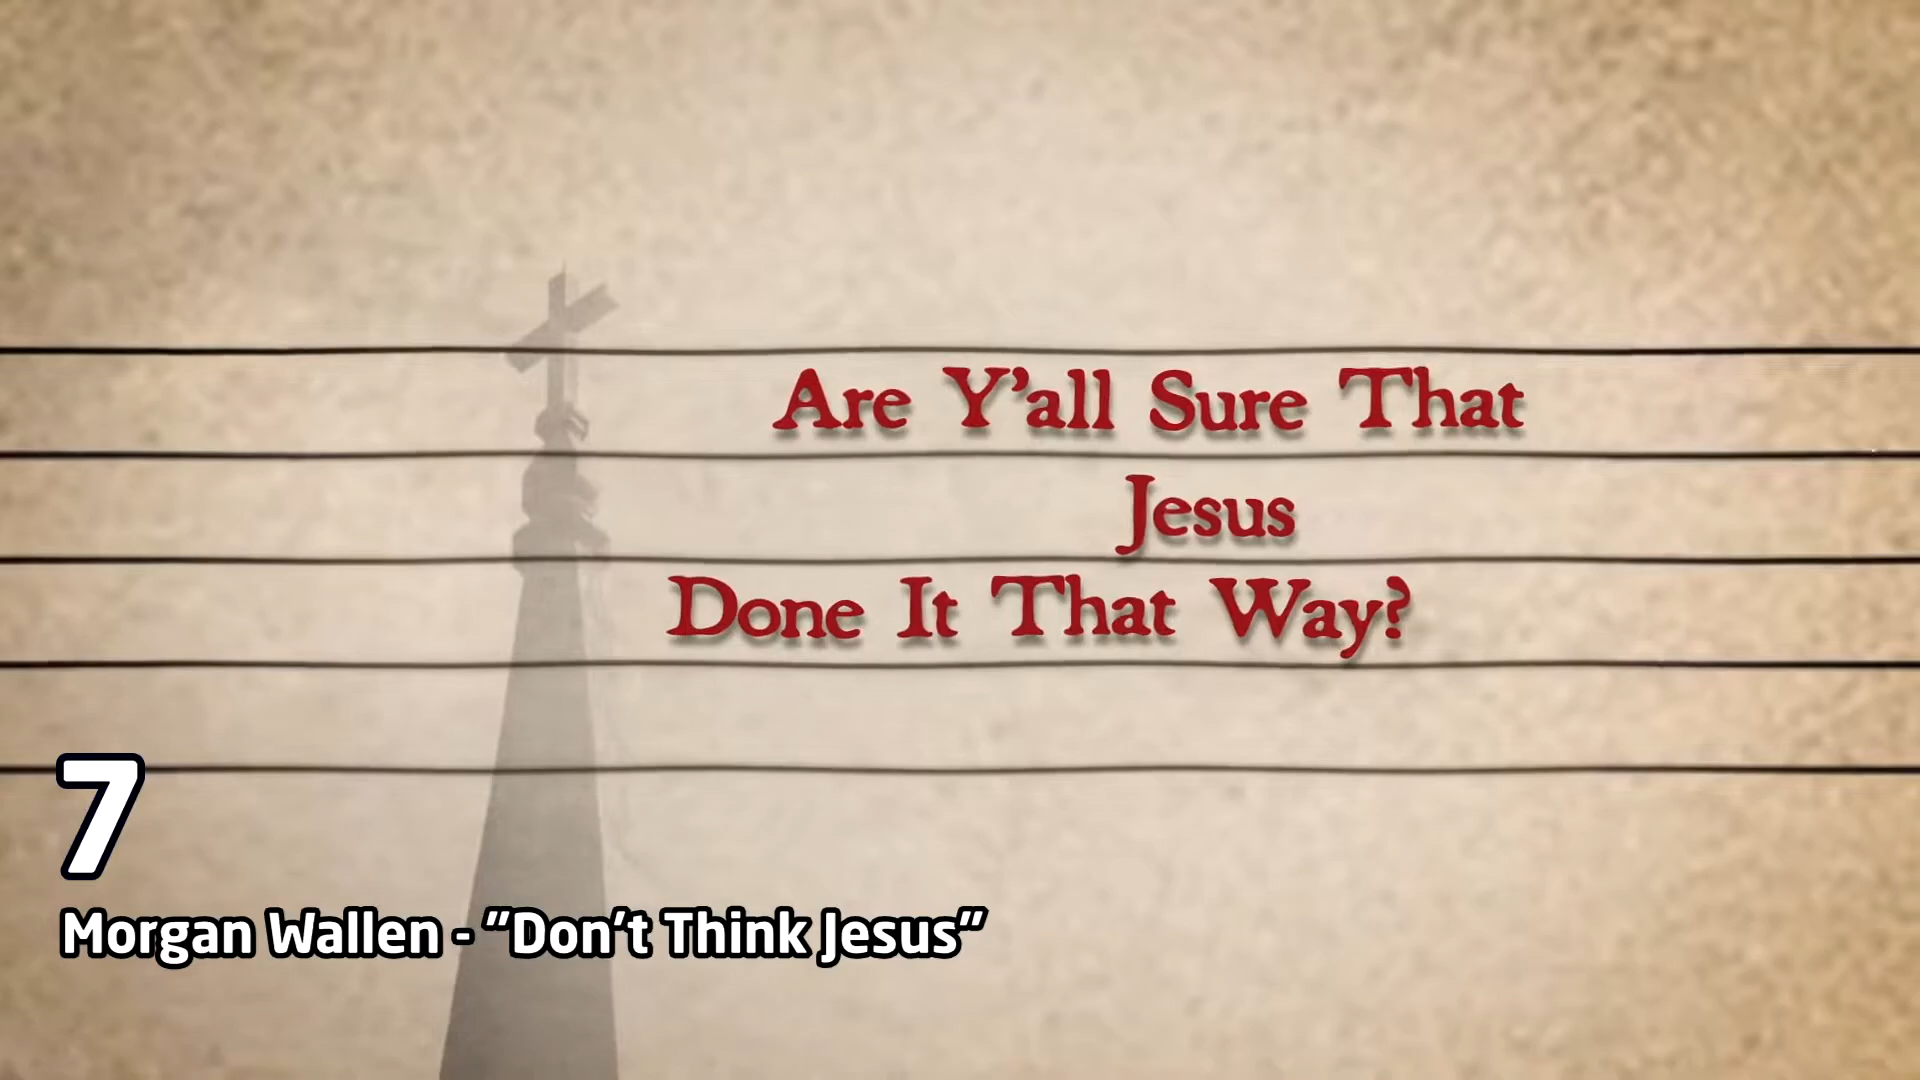 Are Y'all Sure That
Jesus
Done It That Way?
7
Morgan Wallen - "Don't Think Jesus"